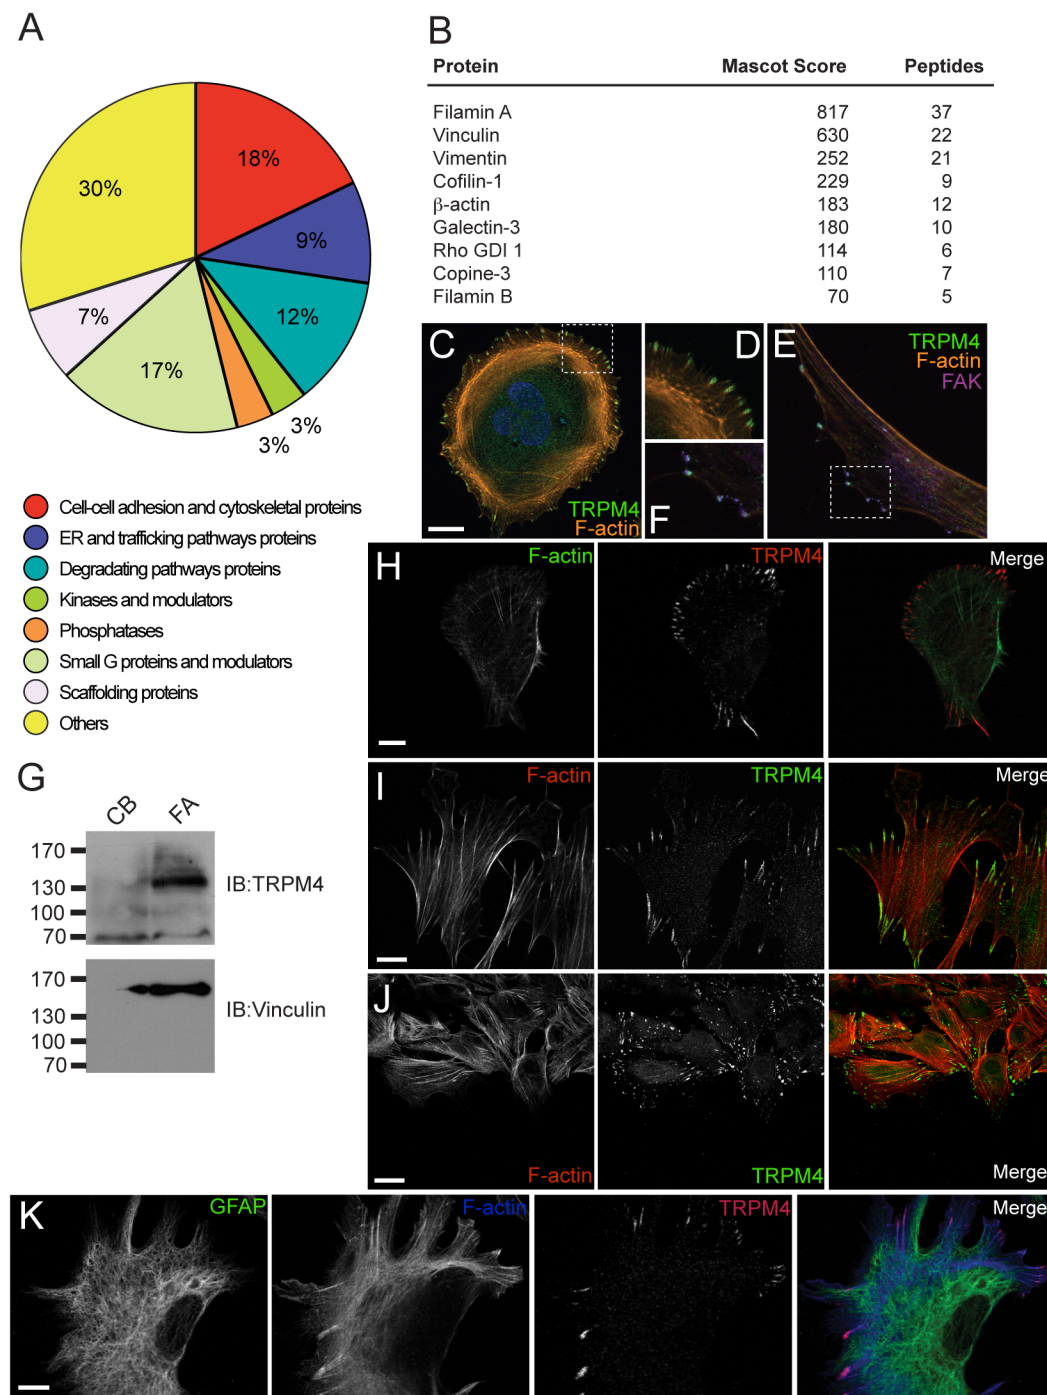 A
18%
9%
12%
3%
3%
17%
7%
30%
Cell-cell adhesion and cytoskeletal proteins
ER and trafficking pathways proteins
Degradating pathways proteins
Kinases and modulators
Phosphatases
Small G proteins and modulators
Scaffolding proteins
Others
B
Protein Mascot Score Peptides
Filamin A 817 37
Vinculin 630 22
Vimentin 252 21
Cofilin-1 229 9
β-actin 183 12
Galectin-3 180 10
Rho GDI 1 114 6
Copine-3 110 7
Filamin B 70 5
C
TRPM4
F-actin
D
E
TRPM4
F-actin
FAK
F
G
CB FA
170
130
100
70
IB:TRPM4
170
130
100
70
IB:Vinculin
H
F-actin
TRPM4
Merge
I
F-actin
TRPM4
Merge
J
F-actin
TRPM4
Merge
K
GFAP
F-actin
TRPM4
Merge